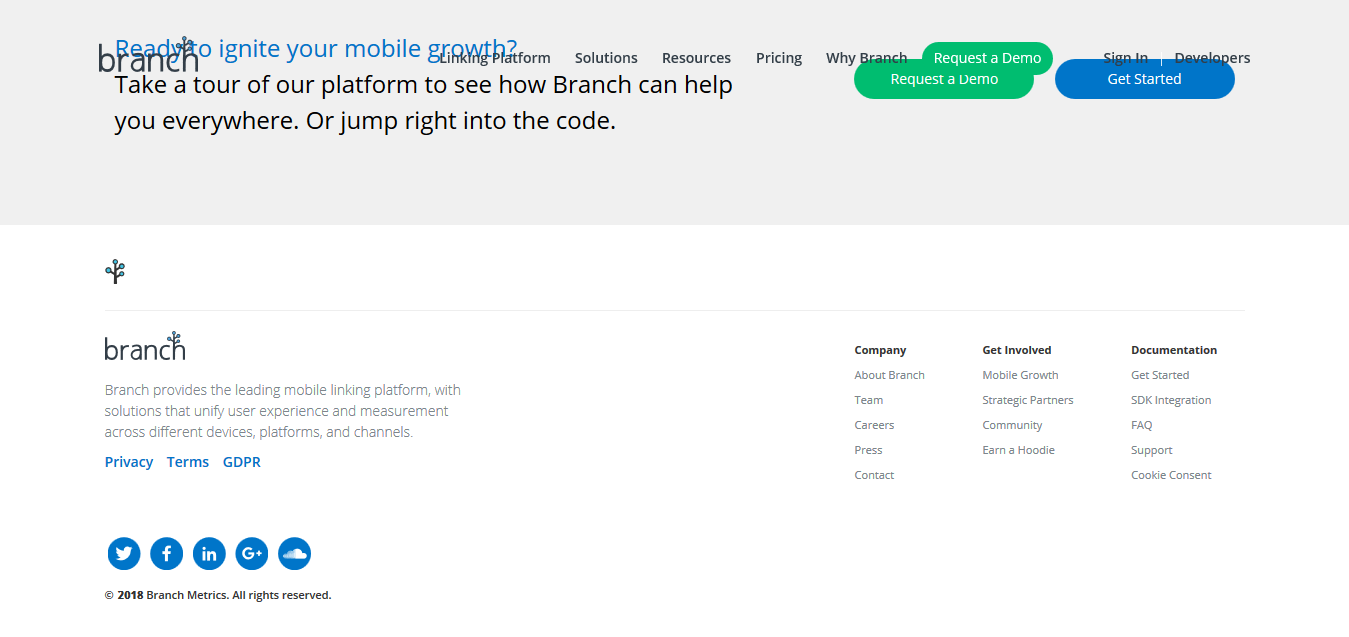 branch
Linking Platform
Solutions
Resources
Pricing
Why Branch
Request a Demo
Sign In
Developers
Ready to ignite your mobile growth?
Take a tour of our platform to see how Branch can help
you everywhere. Or jump right into the code.
Request a Demo
Get Started
branch
Branch provides the leading mobile linking platform, with
solutions that unify user experience and measurement
across different devices, platforms, and channels.
Privacy Terms GDPR
Company
About Branch
Team
Careers
Press
Contact
Get Involved
Mobile Growth
Strategic Partners
Community
Earn a Hoodie
Documentation
Get Started
SDK Integration
FAQ
Support
Cookie Consent
© 2018 Branch Metrics. All rights reserved.